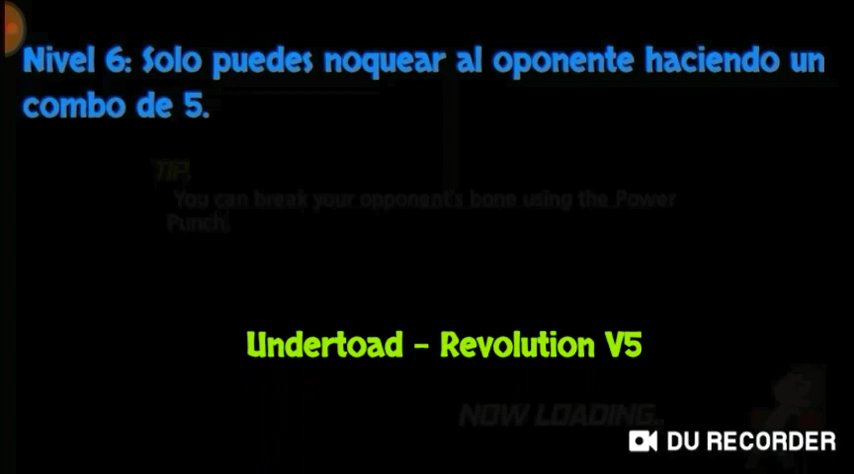 Nivel 6: Solo puedes noquear al oponente haciendo un
combo de 5.
TIP.
You can break your opponent's bone using the Power
Punch.
Undertoad - Revolution V5
NOW LOADING..
DU RECORDER